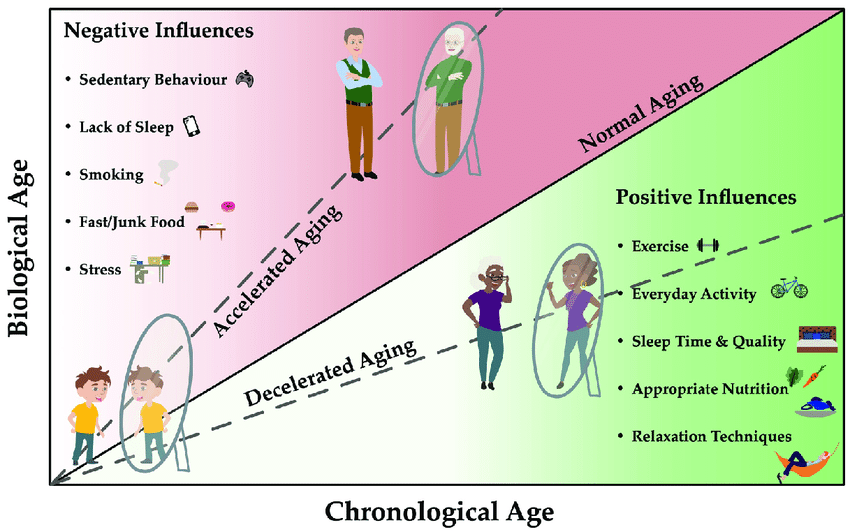 Negative Influences
• Sedentary Behaviour
• Lack of Sleep
• Smoking
• Fast/Junk Food
• Stress
Accelerated Aging
Normal Aging
Decelerated Aging
Positive Influences
• Exercise
• Everyday Activity
• Sleep Time & Quality
• Appropriate Nutrition
• Relaxation Techniques
Biological Age
Chronological Age